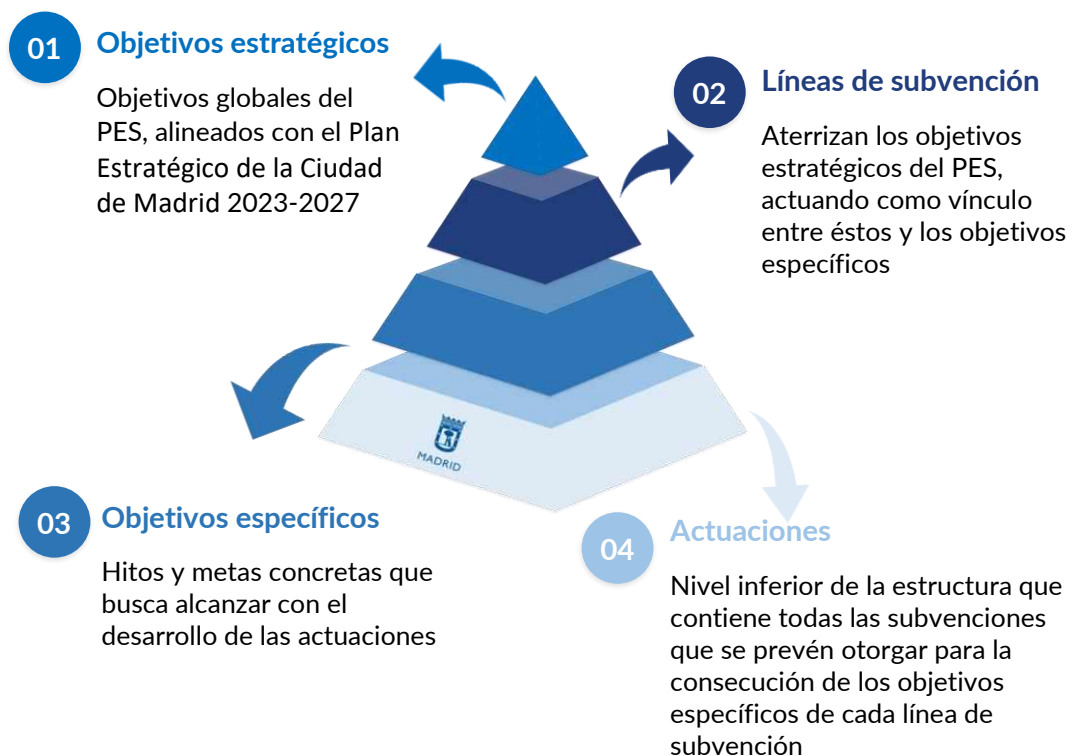 01
Objetivos estratégicos
Objetivos globales del
PES, alineados con el Plan
Estratégico de la Ciudad
de Madrid 2023-2027
02
Líneas de subvención
Aterrizan los objetivos
estratégicos del PES,
actuando como vínculo
entre éstos y los objetivos
específicos
MADRID
03
Objetivos específicos
Hitos y metas concretas que
busca alcanzar con el
desarrollo de las actuaciones
04
Actuaciones
Nivel inferior de la estructura que
contiene todas las subvenciones
que se prevén otorgar para la
consecución de los objetivos
específicos de cada línea de
subvención